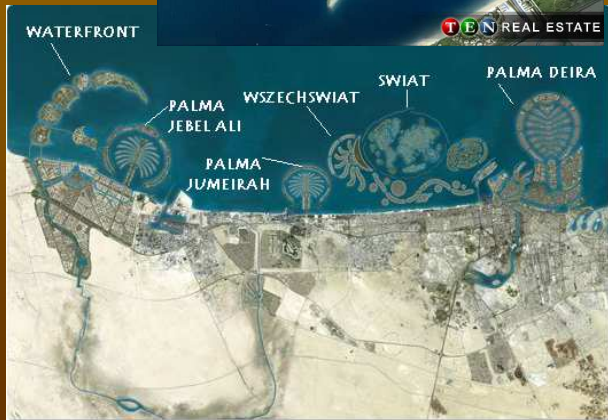 TEN REAL ESTATE
WATERFRONT
PALMA
JEBEL ALI
PALMA
JUMEIRAH
WSZECHSWIAT
SWIAT
PALMA DEIRA